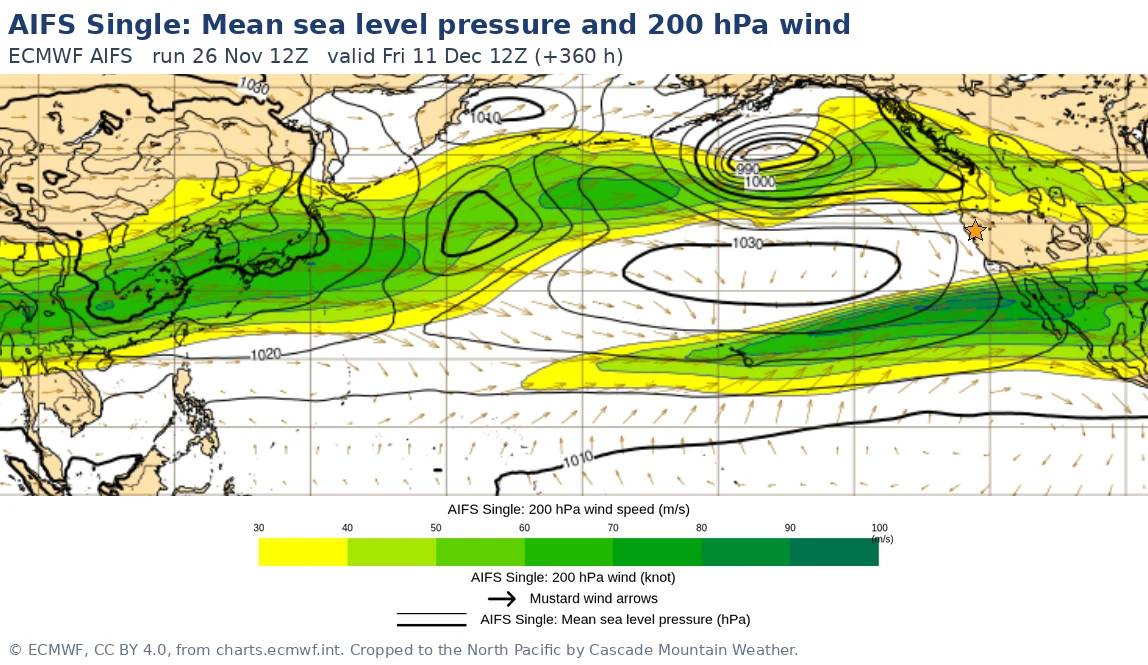 AIFS Single: Mean sea level pressure and 200 hPa wind
ECMWF AIFS run 26 Nov 12Z valid Fri 11 Dec 12Z (+360 h)
1030
1010
990
1000
1030
1020
1010
AIFS Single: 200 hPa wind speed (m/s)
30 40 50 60 70 80 90 100
(m/s)
AIFS Single: 200 hPa wind (knot)
Mustard wind arrows
AIFS Single: Mean sea level pressure (hPa)
© ECMWF, CC BY 4.0, from charts.ecmwf.int. Cropped to the North Pacific by Cascade Mountain Weather.